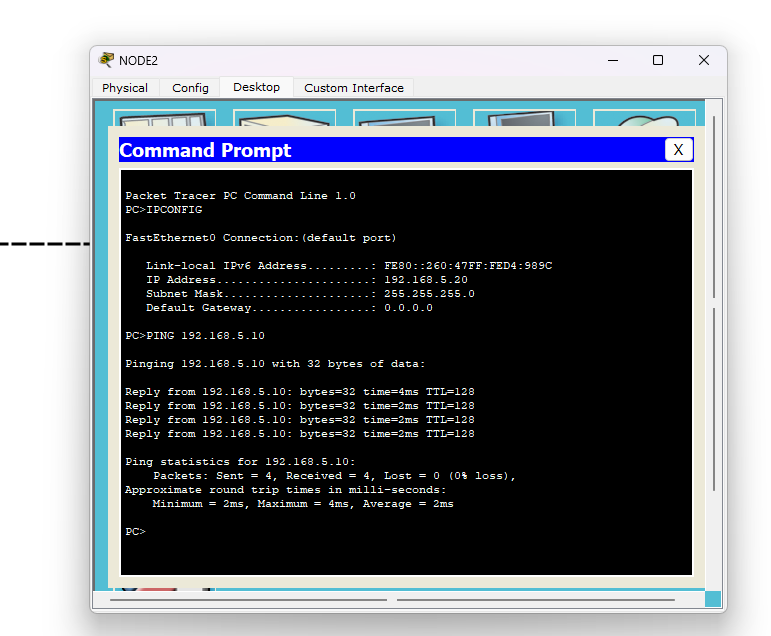 NODE2
Physical Config Desktop Custom Interface
Command Prompt X
Packet Tracer PC Command Line 1.0
PC>IPCONFIG
FastEthernet0 Connection:(default port)
Link-local IPv6 Address.........: FE80::260:47FF:FED4:989C
IP Address......................: 192.168.5.20
Subnet Mask.....................: 255.255.255.0
Default Gateway.................: 0.0.0.0
PC>PING 192.168.5.10
Pinging 192.168.5.10 with 32 bytes of data:
Reply from 192.168.5.10: bytes=32 time=4ms TTL=128
Reply from 192.168.5.10: bytes=32 time=2ms TTL=128
Reply from 192.168.5.10: bytes=32 time=2ms TTL=128
Reply from 192.168.5.10: bytes=32 time=2ms TTL=128
Ping statistics for 192.168.5.10:
Packets: Sent = 4, Received = 4, Lost = 0 (0% loss),
Approximate round trip times in milli-seconds:
Minimum = 2ms, Maximum = 4ms, Average = 2ms
PC>